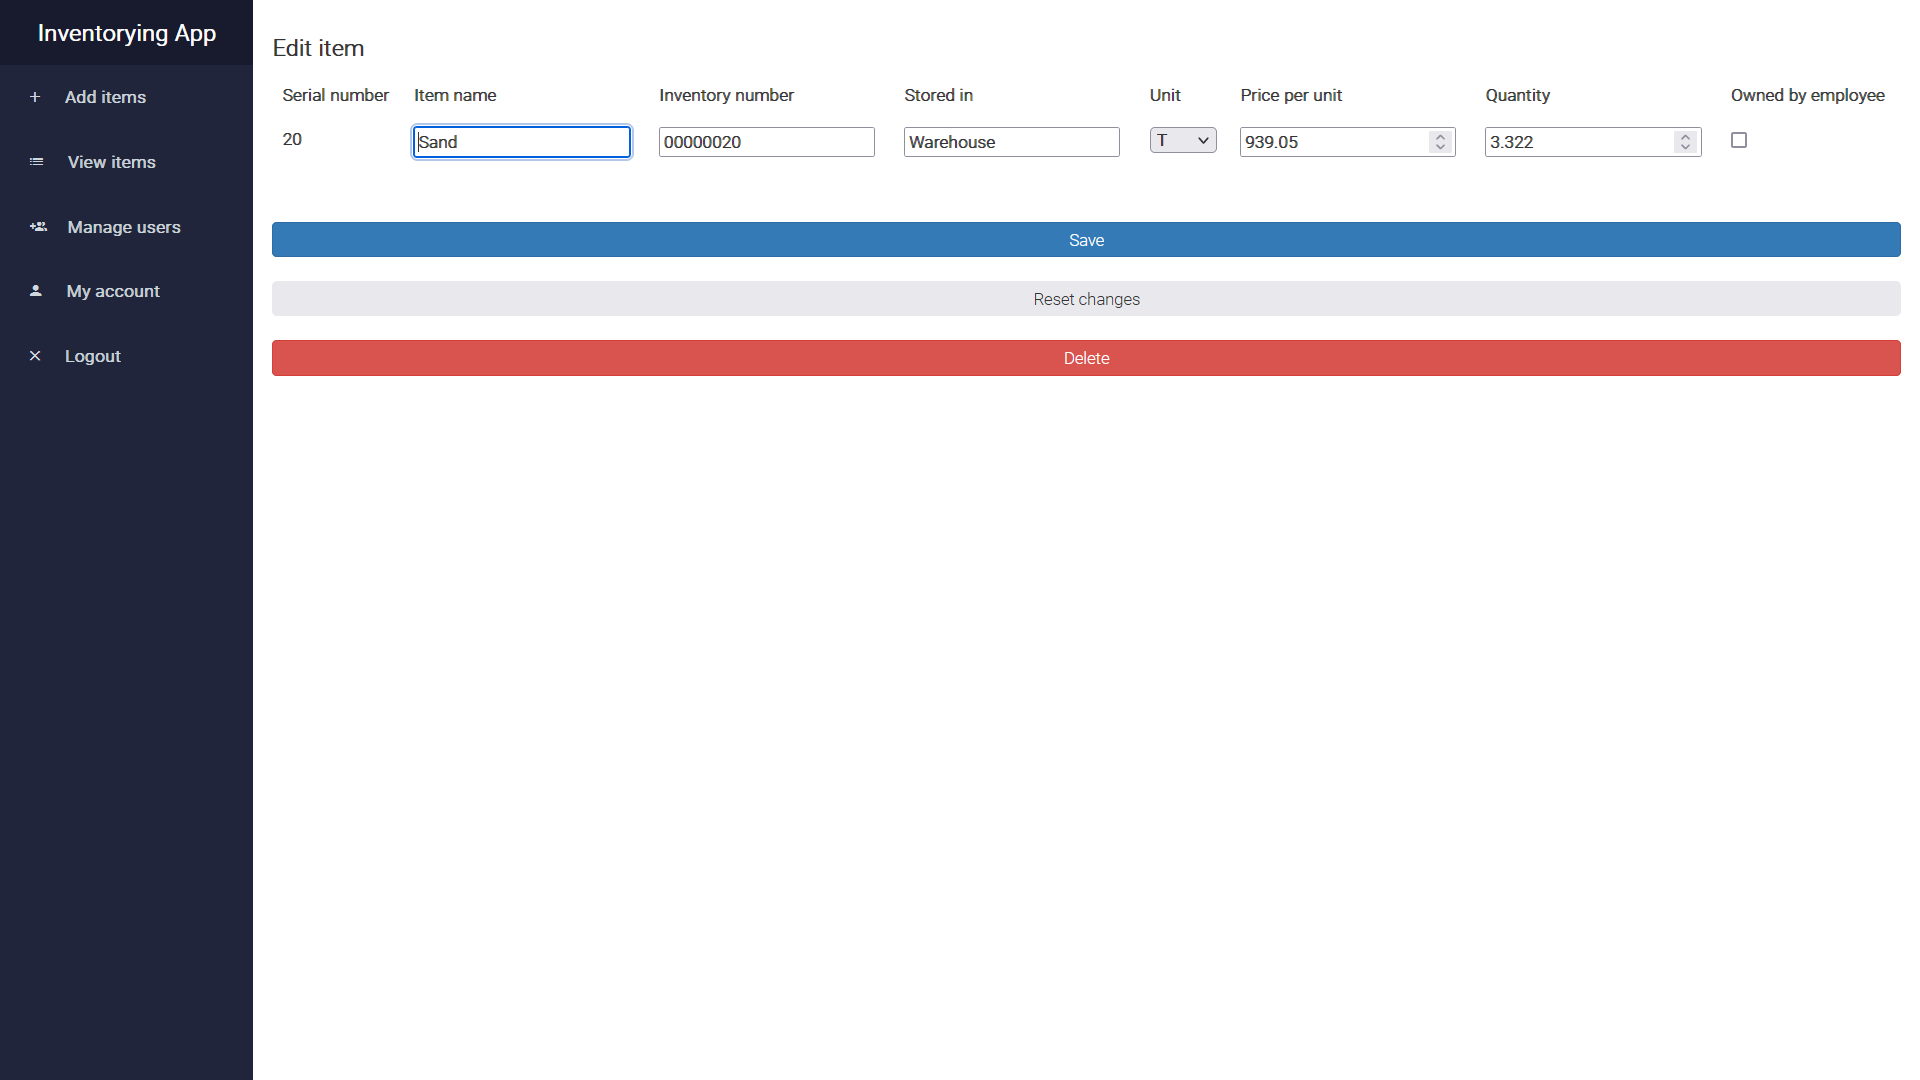 Inventorying App
Add items
View items
Manage users
My account
Logout
Edit item
Serial number Item name Inventory number Stored in Unit Price per unit Quantity Owned by employee
20 Sand 00000020 Warehouse T 939.05 3.322
Save
Reset changes
Delete